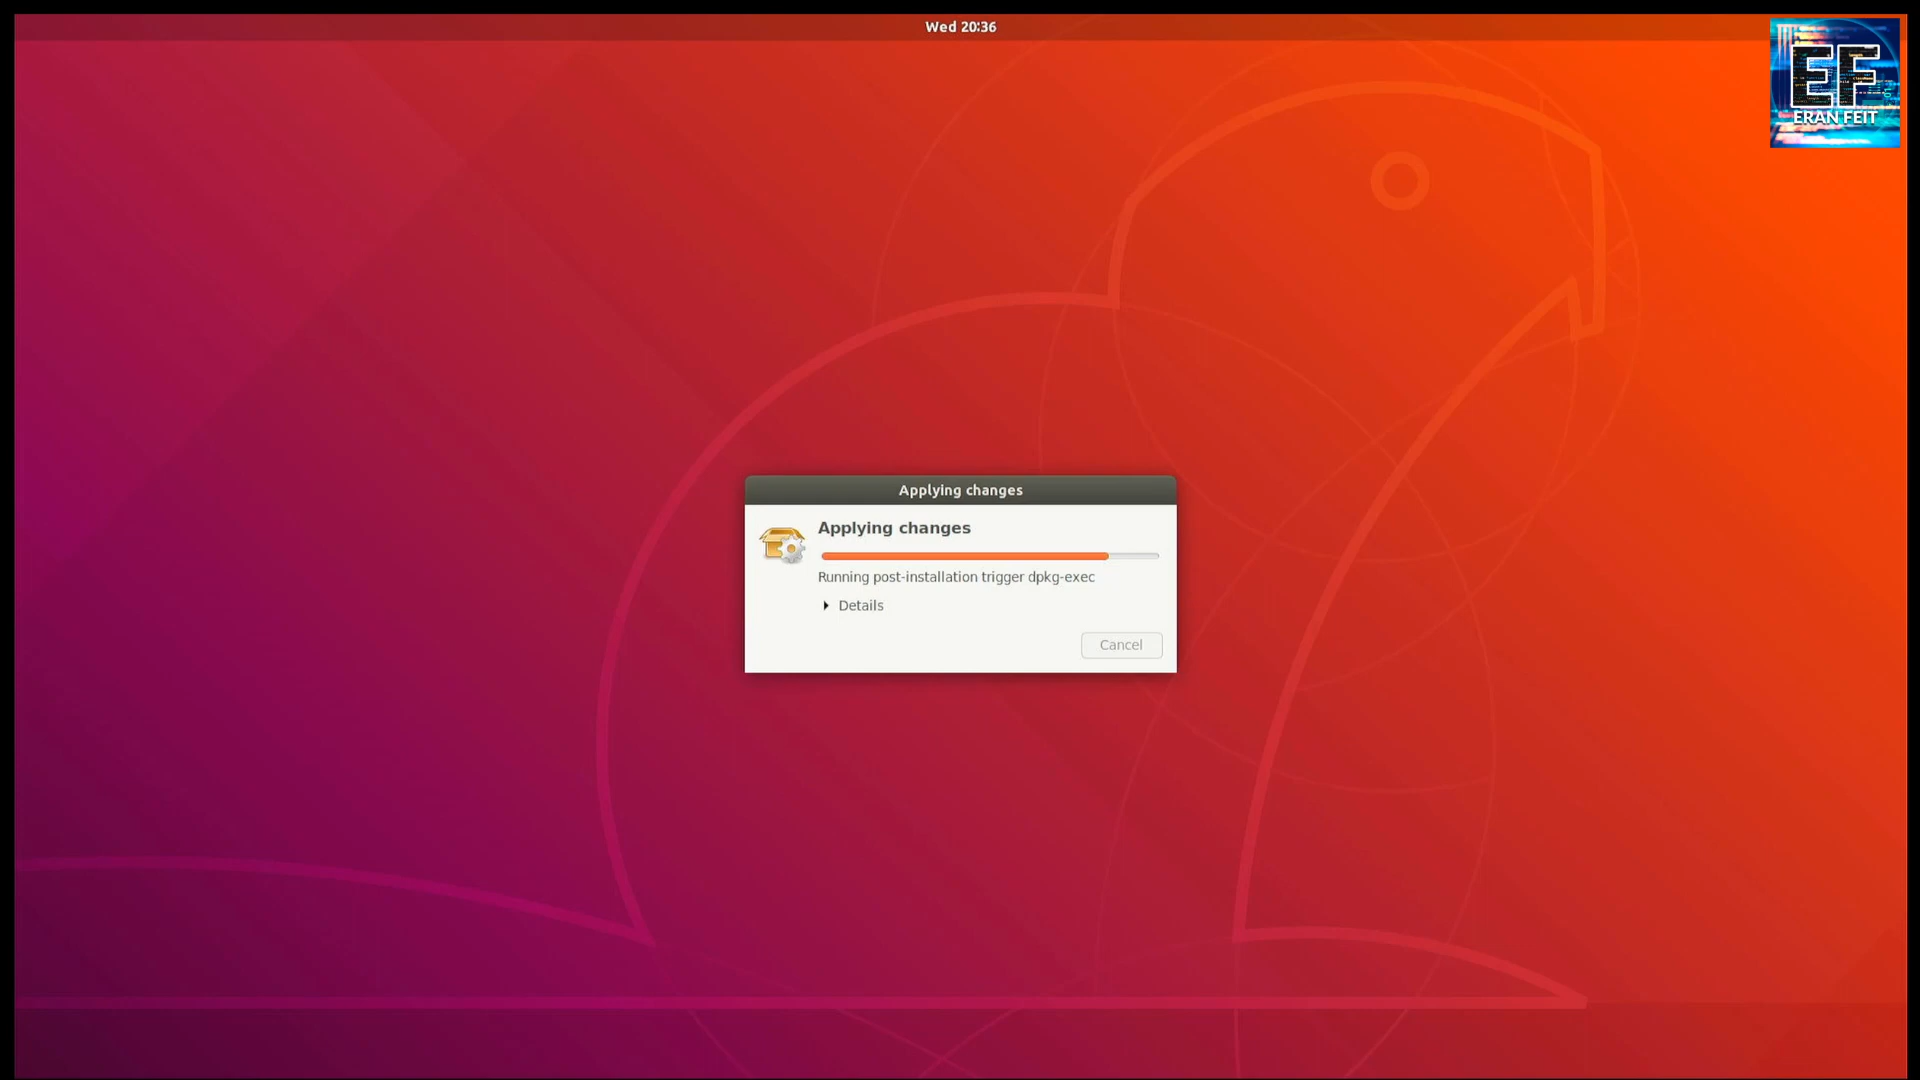 Wed 20:36
EF
ERAN FEIT
Applying changes
Applying changes
Running post-installation trigger dpkg-exec
Details
Cancel